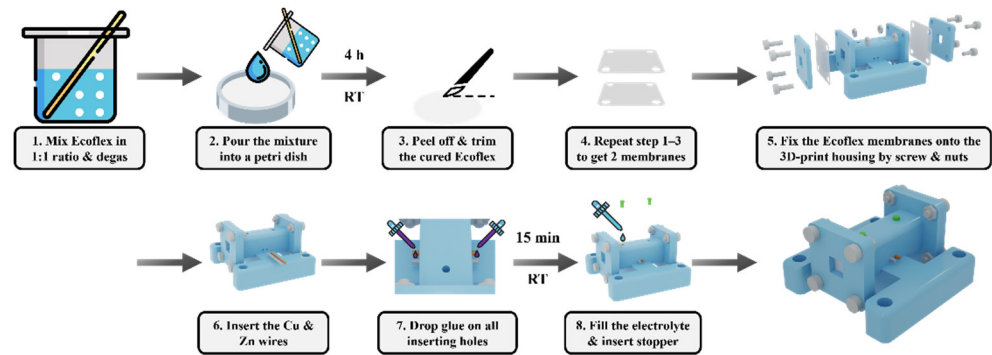 4 h
RT
1. Mix Ecoflex in
1:1 ratio & degas
2. Pour the mixture
into a petri dish
3. Peel off & trim
the cured Ecoflex
4. Repeat step 1–3
to get 2 membranes
5. Fix the Ecoflex membranes onto the
3D-print housing by screw & nuts
15 min
RT
6. Insert the Cu &
Zn wires
7. Drop glue on all
inserting holes
8. Fill the electrolyte
& insert stopper